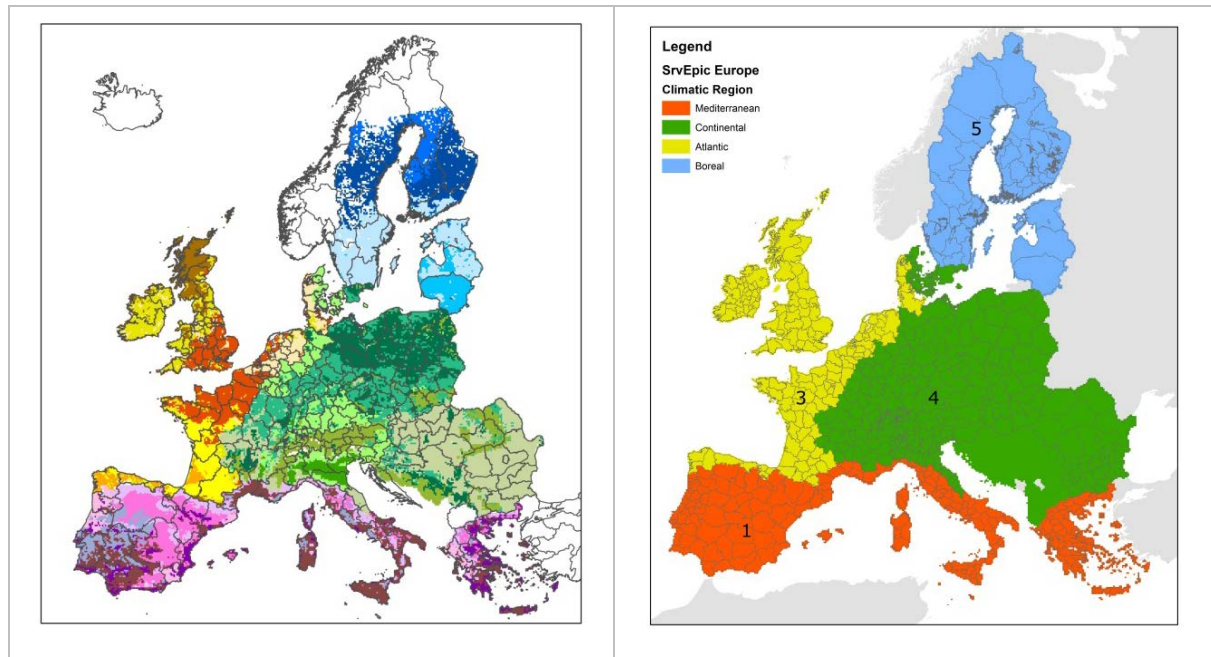 Legend
SrvEpic Europe
Climatic Region
Mediterranean
Continental
Atlantic
Boreal
5
3
4
1